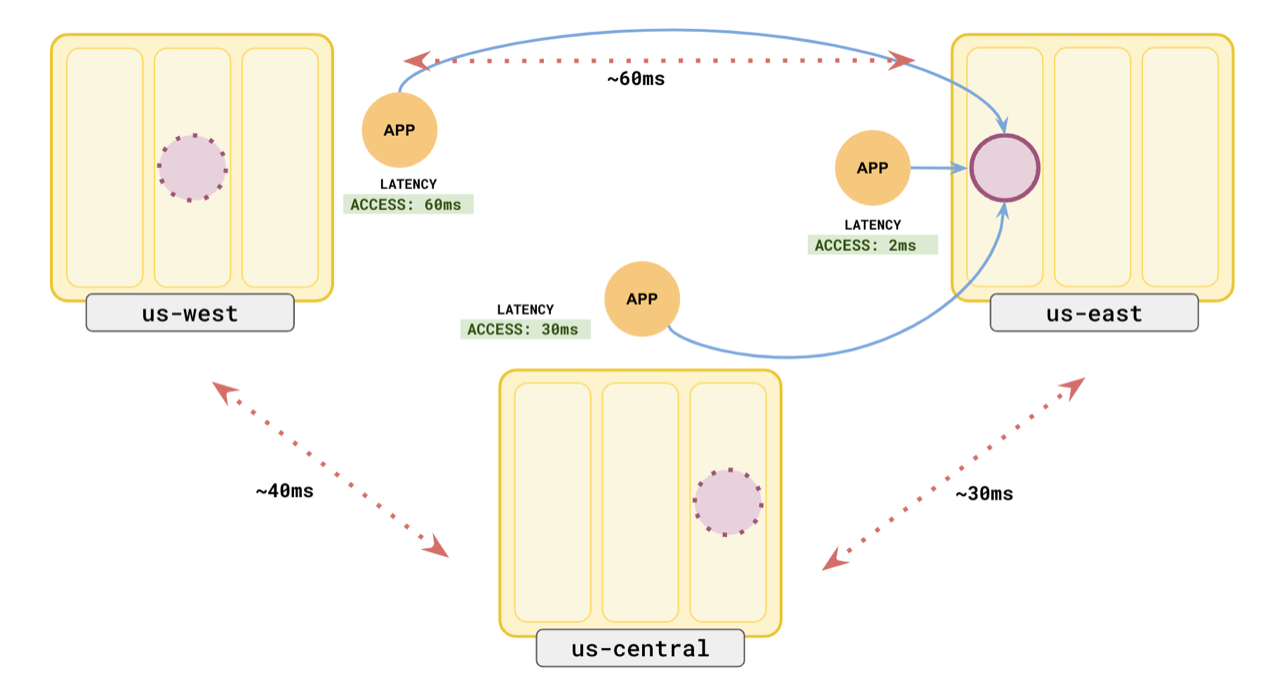 ~60ms
APP
LATENCY
ACCESS: 60ms
APP
LATENCY
ACCESS: 2ms
APP
LATENCY
ACCESS: 30ms
us-west
us-east
~40ms
~30ms
us-central